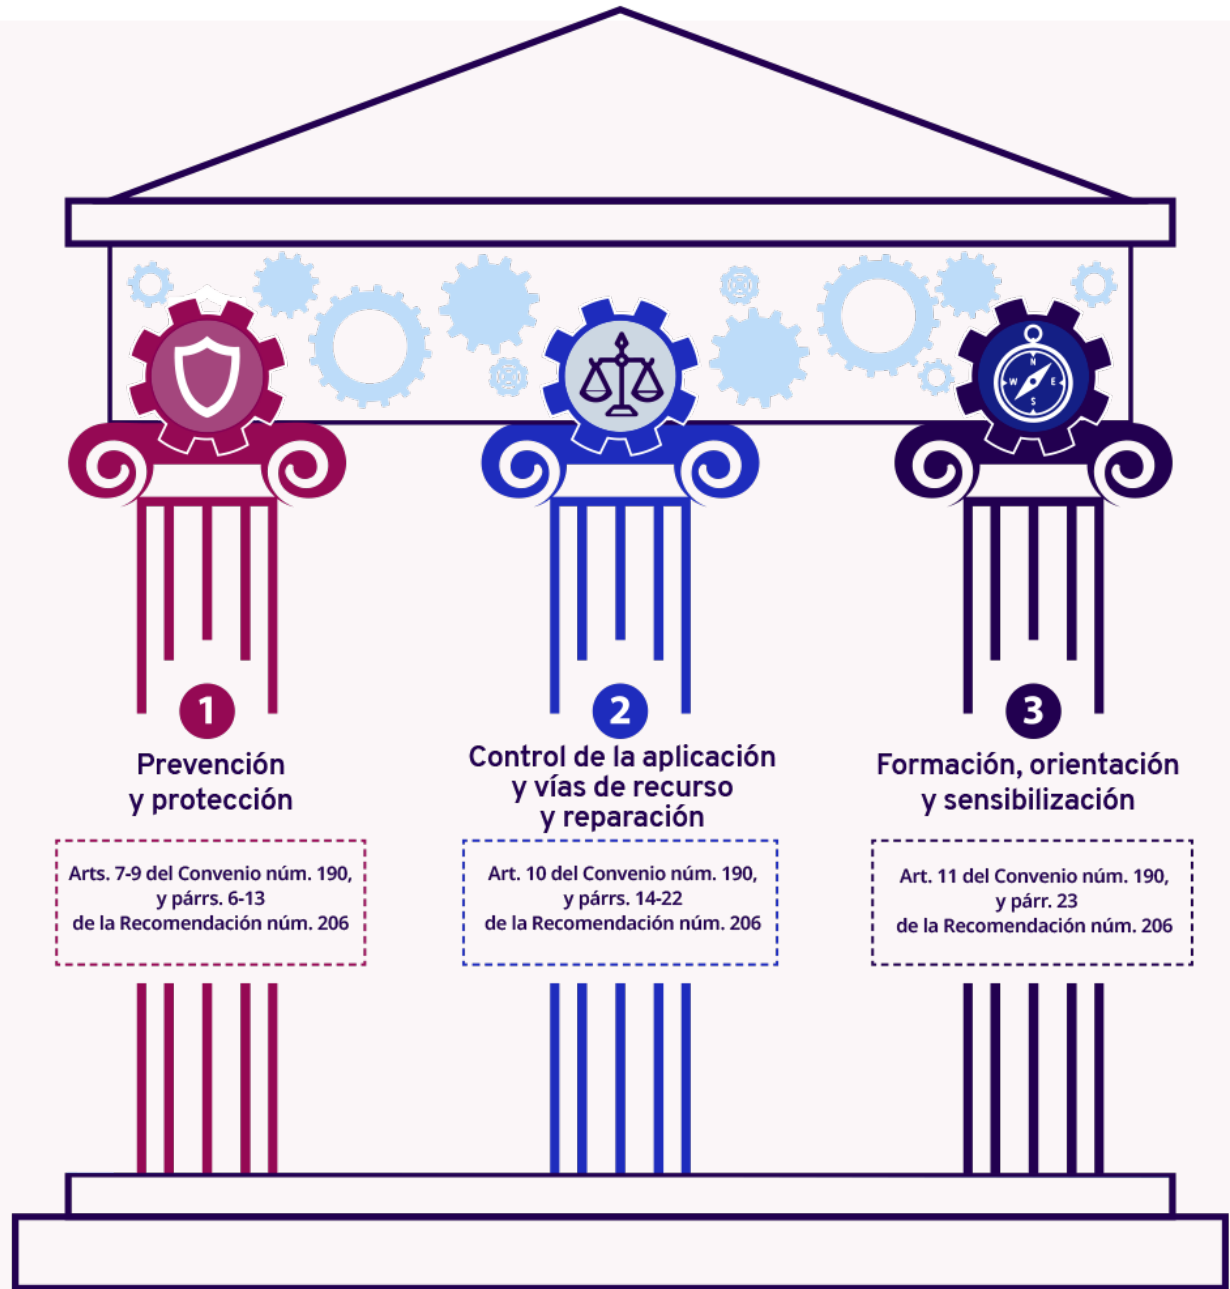 N
W
E
S
1
Prevención
y protección
Arts. 7-9 del Convenio núm. 190,
y párrs. 6-13
de la Recomendación núm. 206
2
Control de la aplicación
y vías de recurso
y reparación
Art. 10 del Convenio núm. 190,
y párrs. 14-22
de la Recomendación núm. 206
3
Formación, orientación
y sensibilización
Art. 11 del Convenio núm. 190,
y párr. 23
de la Recomendación núm. 206